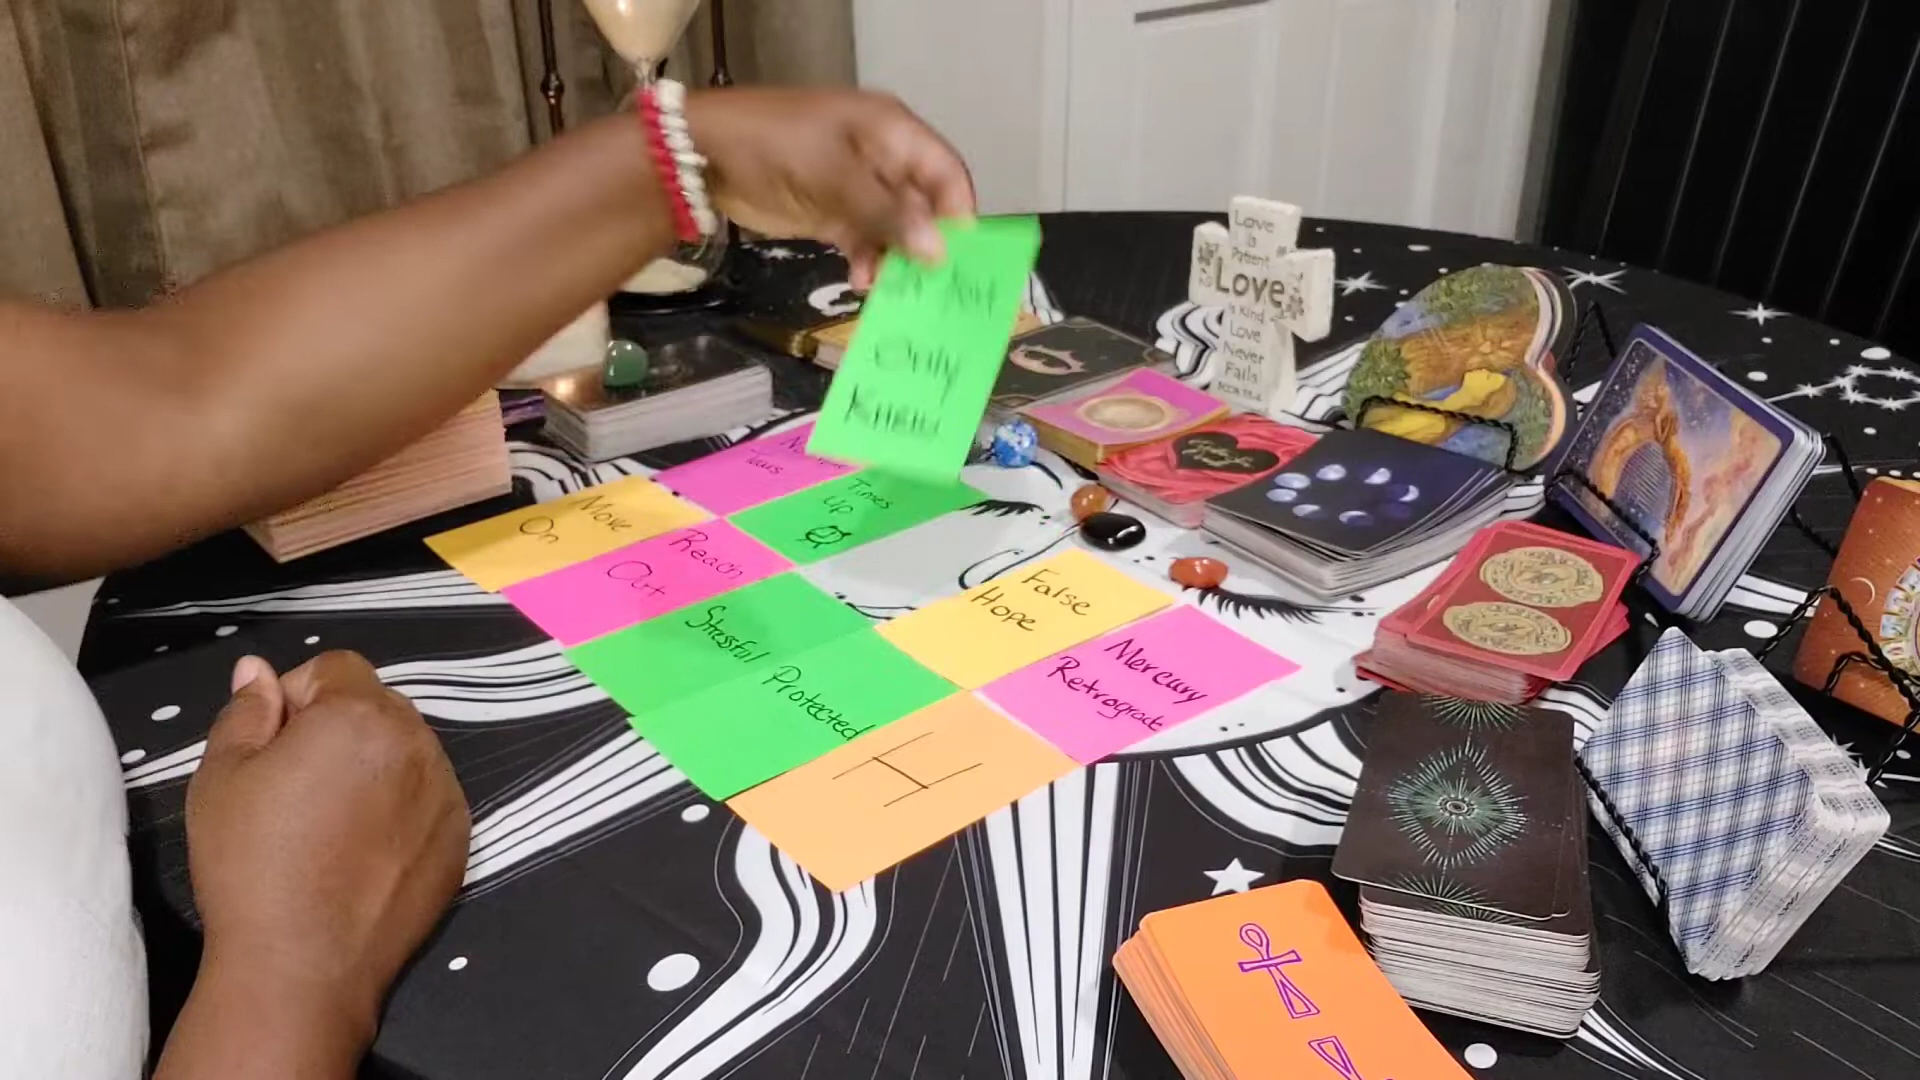 Only
Knew
Times
Up
Move
On
Reach
Out
Stressful
Protected
H
False
Hope
Mercury
Retrograde
Love
is
Patient
Love
is Kind
Love
Never
Fails